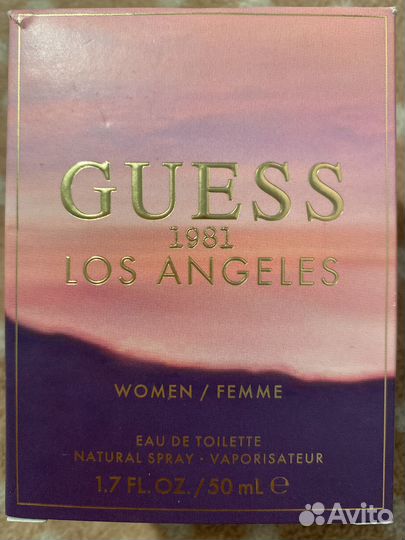 GUESS
1981
LOS ANGELES
WOMEN / FEMME
EAU DE TOILETTE
NATURAL SPRAY · VAPORISATEUR
1.7 FL. OZ. / 50 mL ℮
Avito